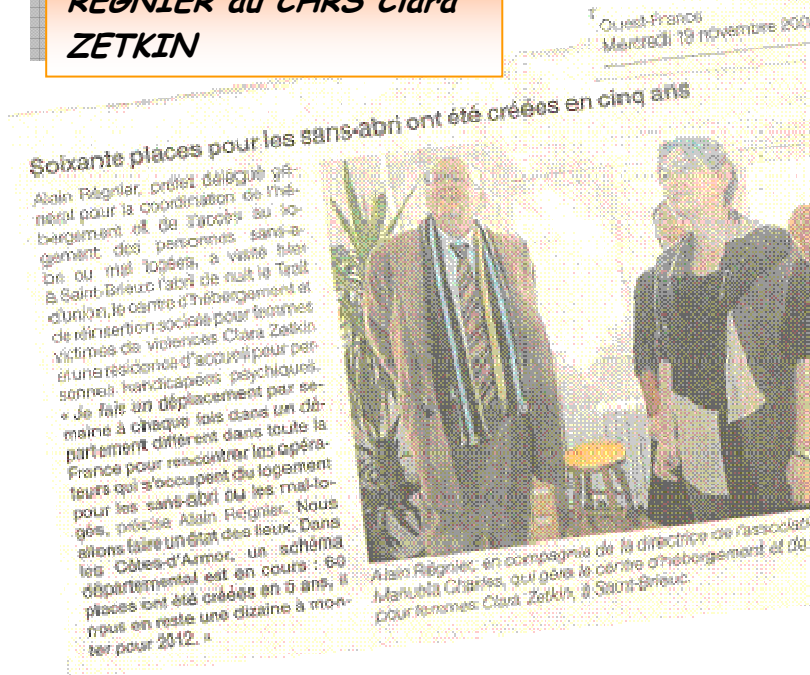 REGNIER au CHRS Clara
ZETKIN
Ouest-France
Mercredi 19 novembre
Soixante places pour les sans-abri ont été créées en cinq ans
Alain Régnier, préfet délégué gé-
néral pour la coordination de l'hé-
bergement et de l'accès au lo-
gement des personnes sans-a-
bri ou mal logées, a visité hier
à Saint-Brieuc l'abri de nuit le Trait
d'union, le centre d'hébergement et
de réinsertion sociale pour femmes
victimes de violences Clara Zetkin
et une résidence d'accueil pour per-
sonnes handicapées psychiques.
« Je fais un déplacement par se-
maine à chaque fois dans un dé-
partement différent dans toute la
France pour rencontrer les opéra-
teurs qui s'occupent du logement
pour les sans-abri ou les mal-lo-
gés, précise Alain Régnier. Nous
allons faire un état des lieux. Dans
les Côtes-d'Armor, un schéma
départemental est en cours : 60
places ont été créées en 5 ans, il
nous en reste une dizaine à mon-
ter pour 2012. »
Alain Régnier, en compagnie de la directrice de l'associati
Charles, qui gère le centre d'hébergement et de
pour femmes Clara Zetkin, à Saint-Brieuc.